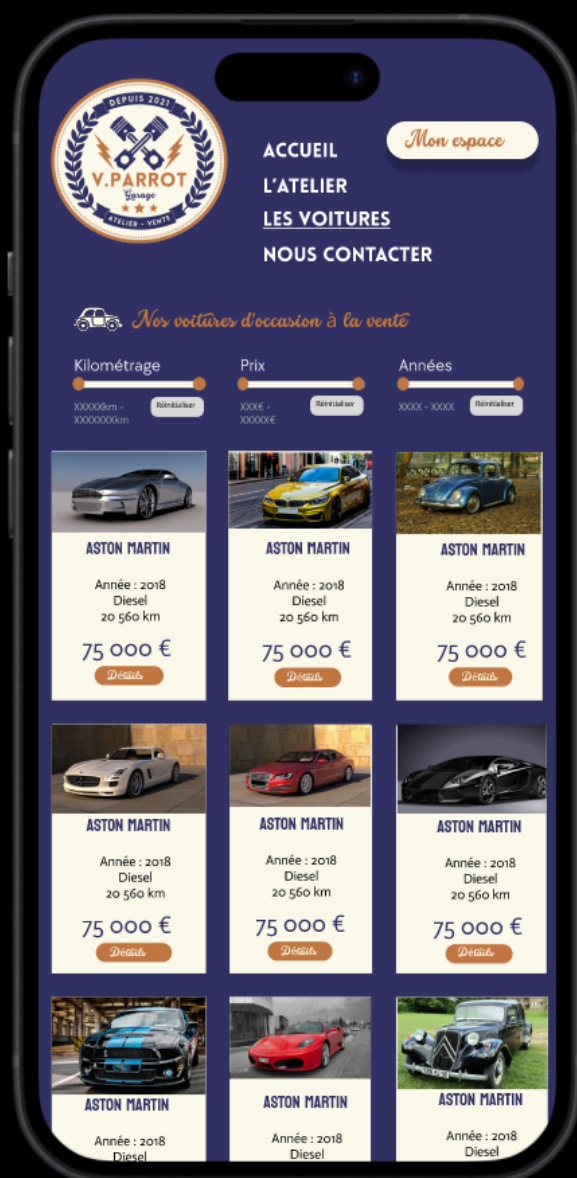 DEPUIS 2021
V.PARROT
Garage
ATELIER - VENTE
Mon espace
ACCUEIL
L'ATELIER
LES VOITURES
NOUS CONTACTER
Nos voitures d'occasion à la vente
Kilométrage
Prix
Années
XXXXXkm -
XXXXXXXkm
Réinitialiser
XXX€ -
XXXXX€
Réinitialiser
XXXX - XXXX
Réinitialiser
ASTON MARTIN
Année : 2018
Diesel
20 560 km
75 000 €
Détails
ASTON MARTIN
Année : 2018
Diesel
20 560 km
75 000 €
Détails
ASTON MARTIN
Année : 2018
Diesel
20 560 km
75 000 €
Détails
ASTON MARTIN
Année : 2018
Diesel
20 560 km
75 000 €
Détails
ASTON MARTIN
Année : 2018
Diesel
20 560 km
75 000 €
Détails
ASTON MARTIN
Année : 2018
Diesel
20 560 km
75 000 €
Détails
ASTON MARTIN
Année : 2018
Diesel
ASTON MARTIN
Année : 2018
Diesel
ASTON MARTIN
Année : 2018
Diesel